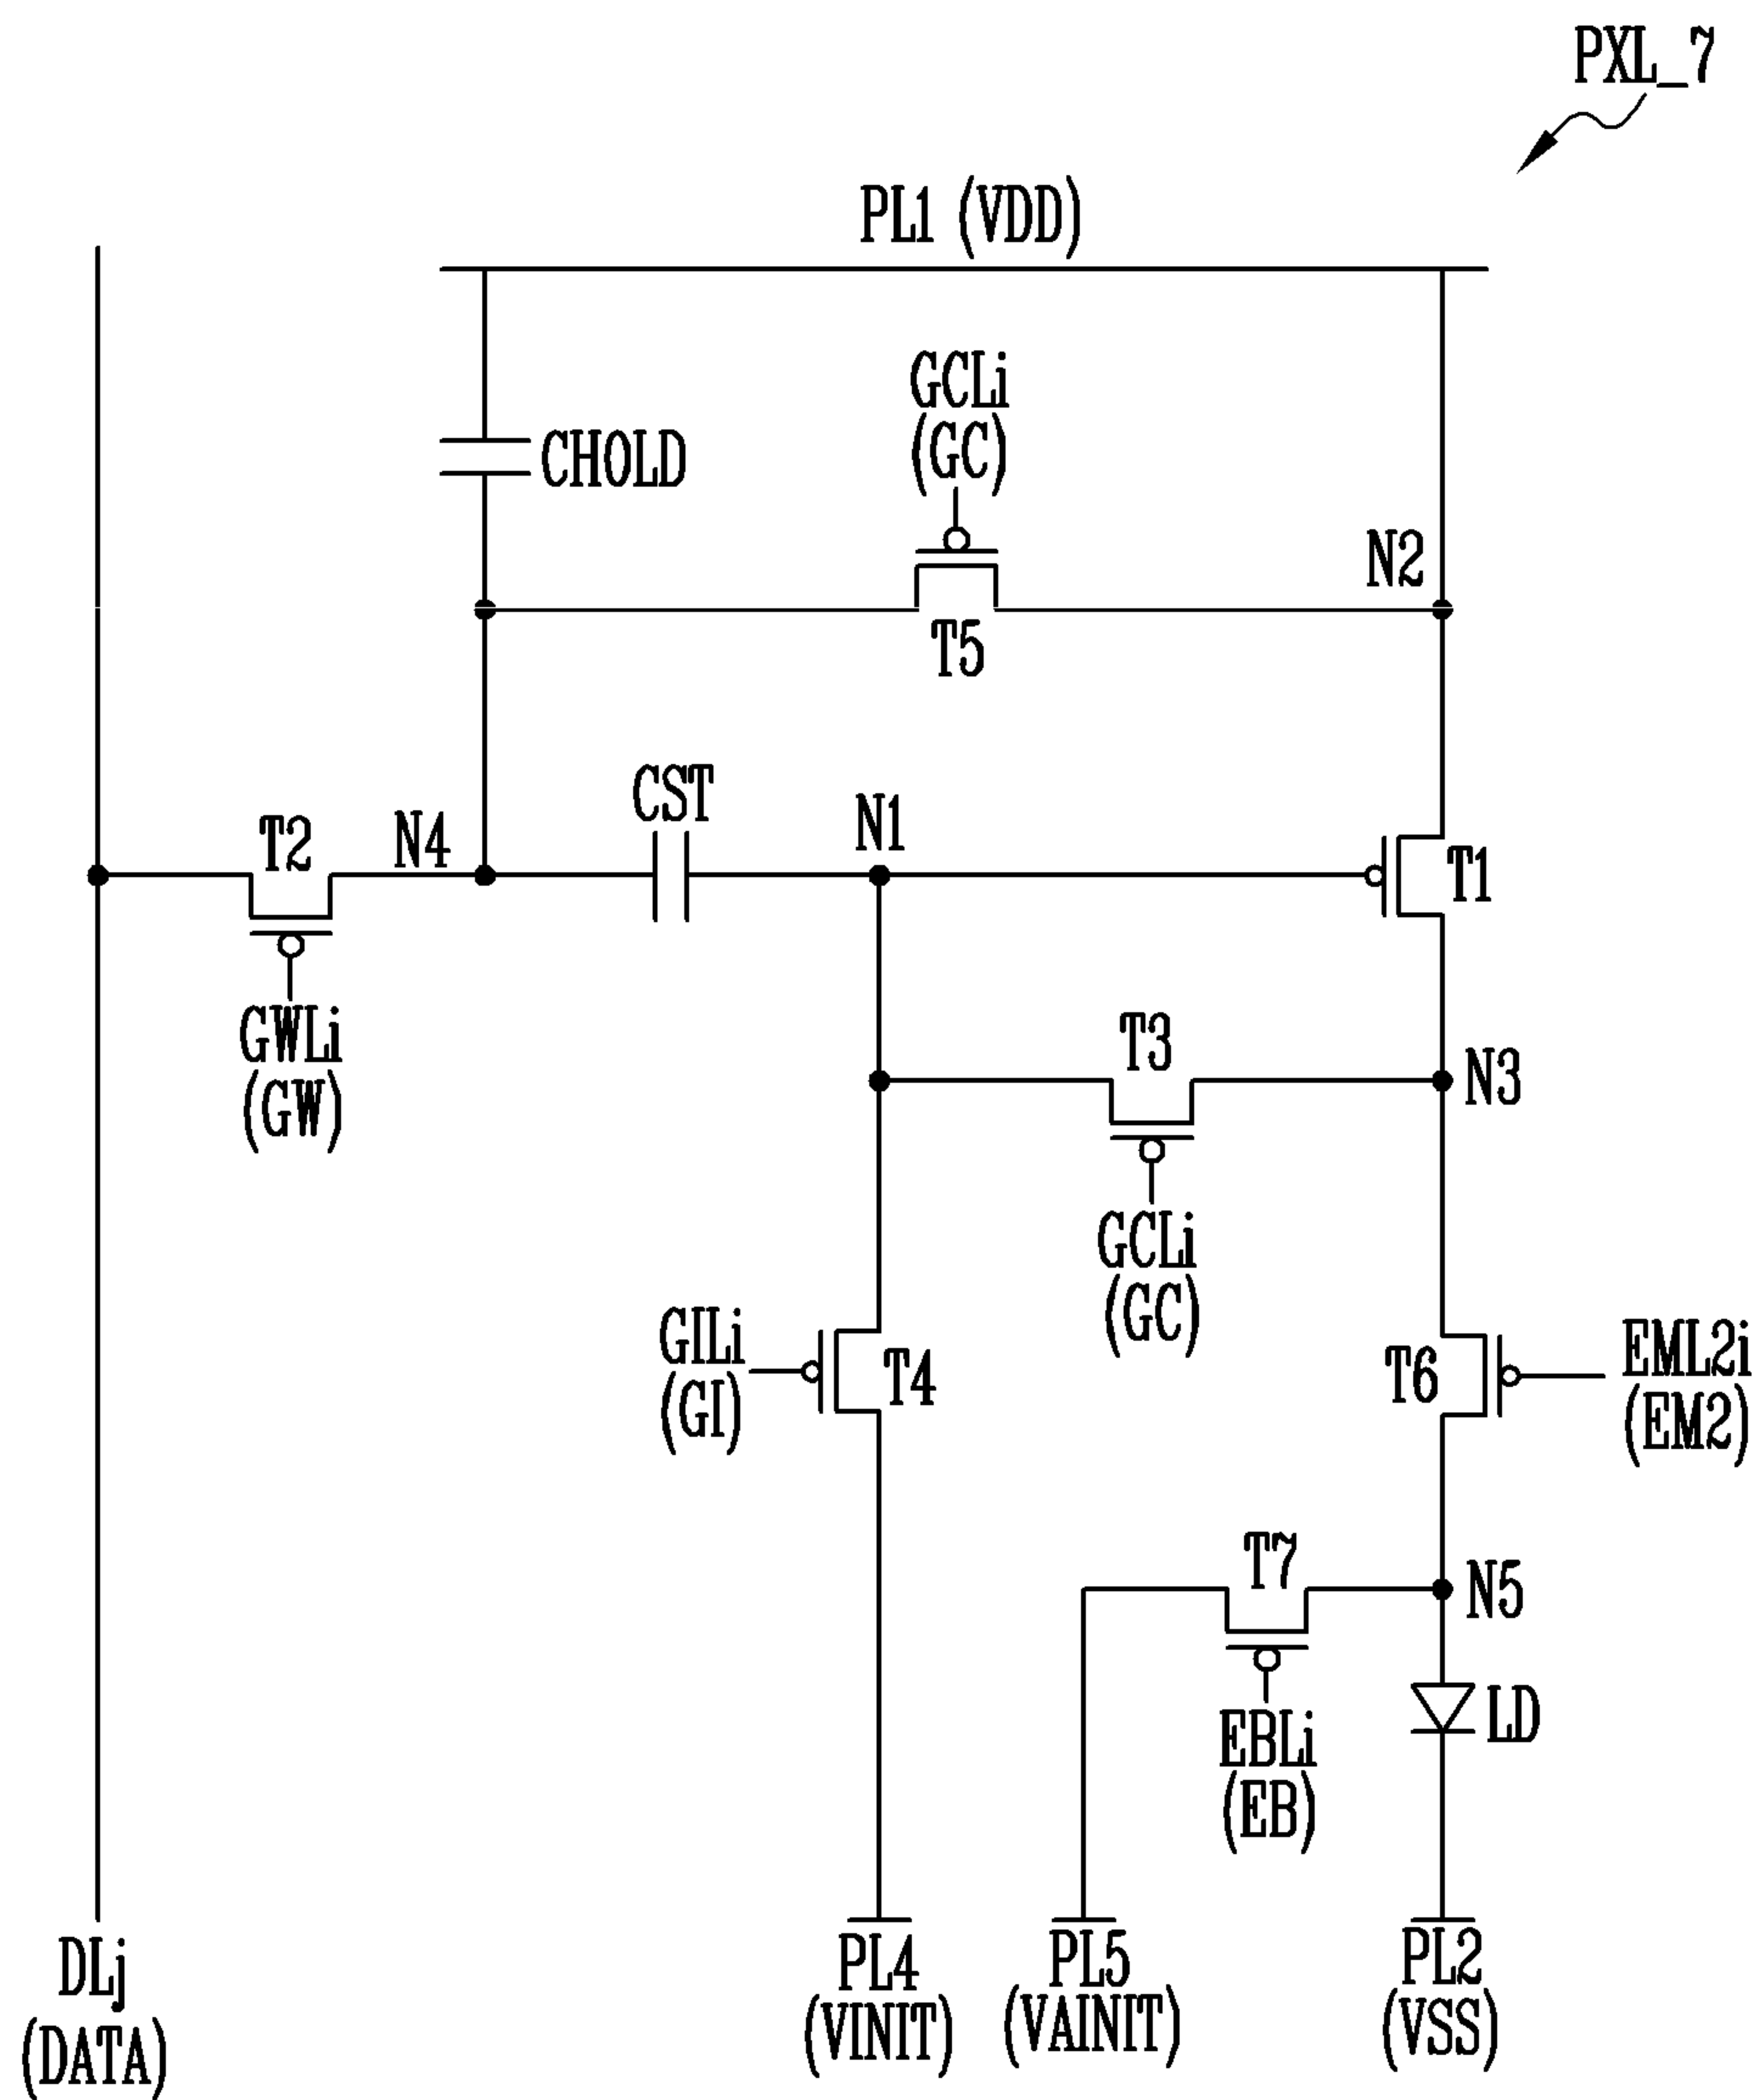 PXL_7
PL1 (VDD)
GCLi
(GC)
CHOLD
N2
T5
CST
N1
T2
N4
T1
GWLi
(GW)
T3
N3
GCLi
(GC)
GILi
(GI)
T4
T6
EML2i
(EM2)
T7
N5
LD
EBLi
(EB)
DLj
(DATA)
PL4
(VINIT)
PL5
(VAINIT)
PL2
(VSS)